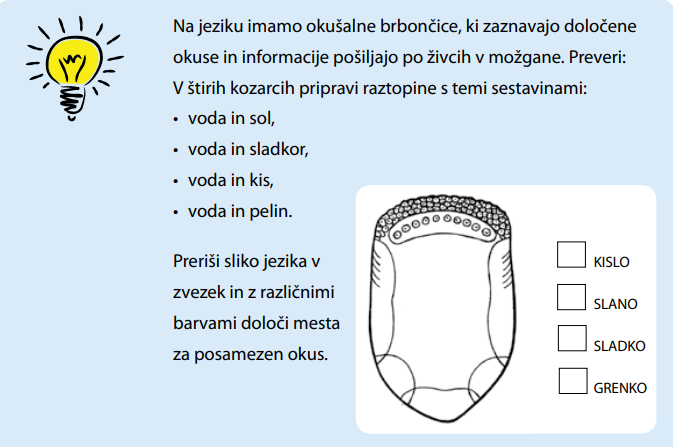 Na jeziku imamo okušalne brbončice, ki zaznavajo določene
okuse in informacije pošiljajo po živcih v možgane. Preveri:
V štirih kozarcih pripravi raztopine s temi sestavinami:
• voda in sol,
• voda in sladkor,
• voda in kis,
• voda in pelin.
Preriši sliko jezika v
zvezek in z različnimi
barvami določi mesta
za posamezen okus.
KISLO
SLANO
SLADKO
GRENKO